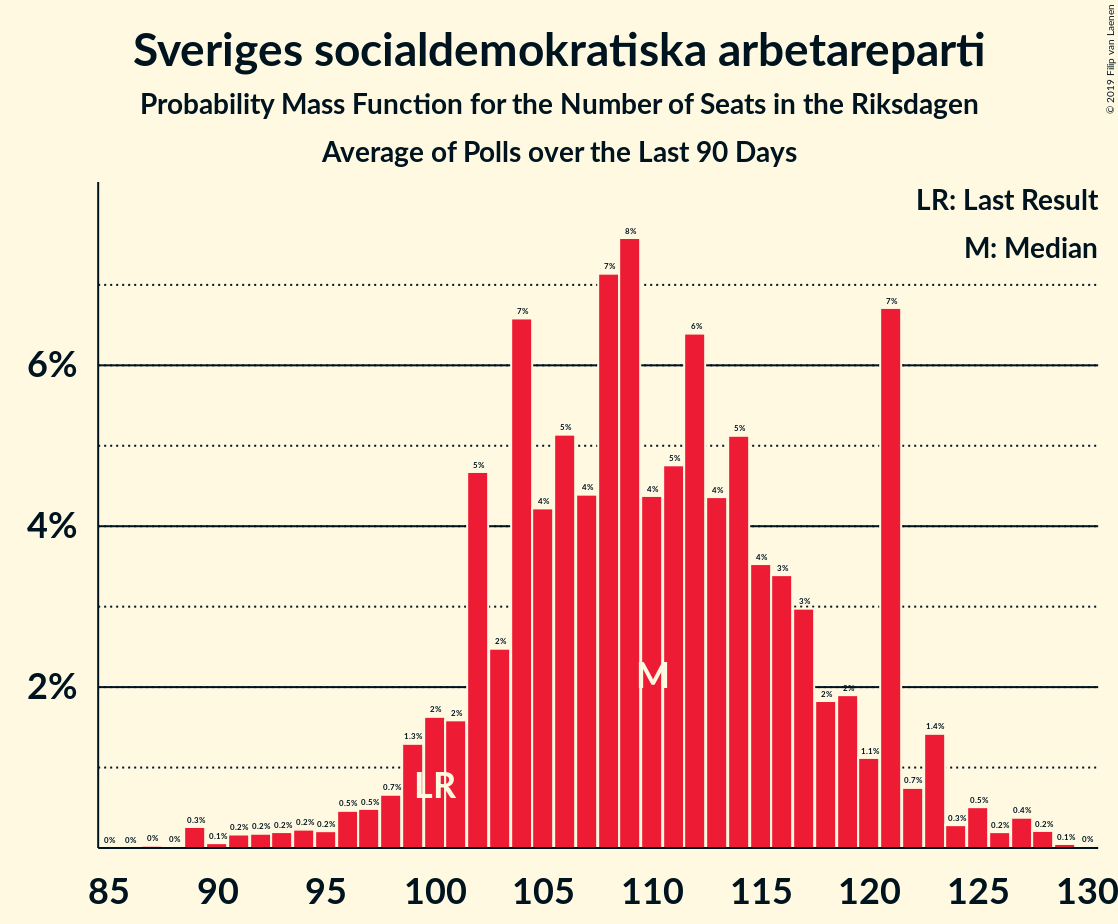 Sveriges socialdemokratiska arbetareparti
Probability Mass Function for the Number of Seats in the Riksdagen
Average of Polls over the Last 90 Days
© 2019 Filip van Laenen
LR: Last Result
M: Median
6%
4%
2%
0% 0% 0% 0% 0.3% 0.1% 0.2% 0.2% 0.2% 0.2% 0.2% 0.5% 0.5% 0.7% 1.3% 2% 2% 5% 2% 7% 4% 5% 4% 7% 8% 4% 5% 6% 4% 5% 4% 3% 3% 2% 2% 1.1% 7% 0.7% 1.4% 0.3% 0.5% 0.2% 0.4% 0.2% 0.1% 0%
M
LR
85 90 95 100 105 110 115 120 125 130